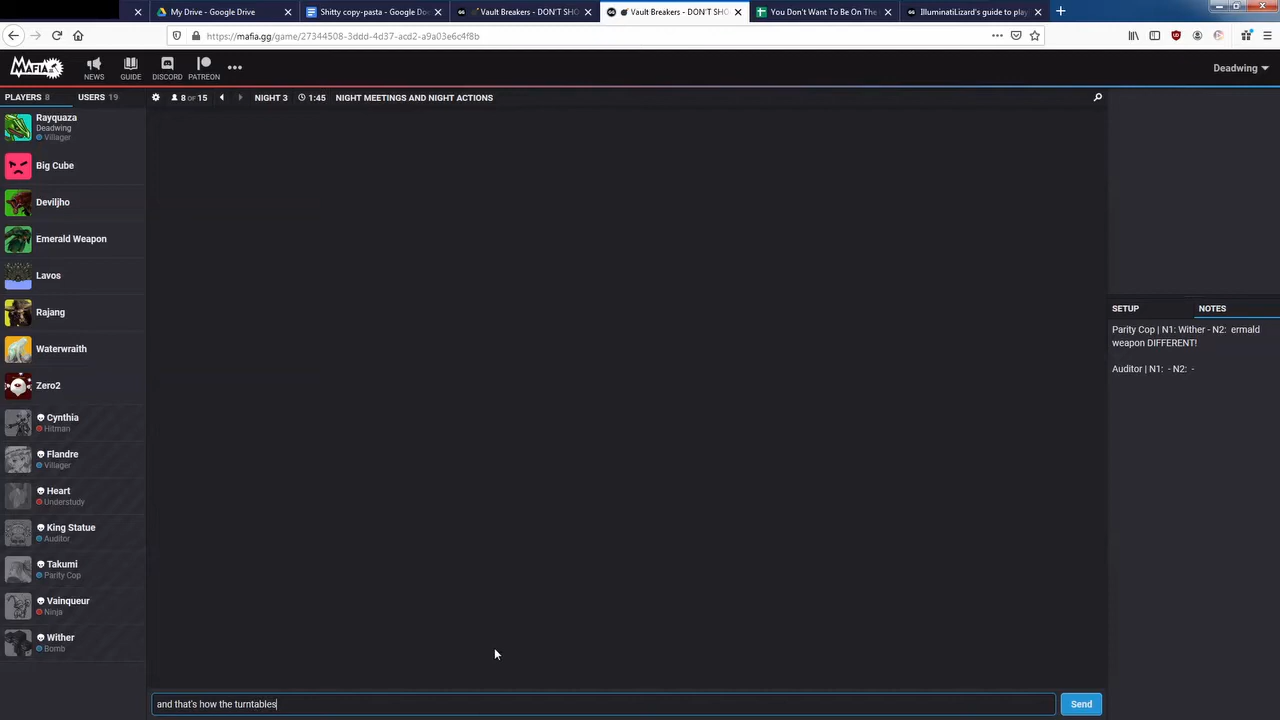 My Drive - Google Drive
Shitty copy-pasta - Google Do
Vault Breakers - DON'T SHO
Vault Breakers - DON'T SHO
You Don't Want To Be On The
IlluminatiLizard's guide to play
https://mafia.gg/game/27344508-3ddd-4d37-acd2-a9a03e6c4f8b
MAFIA
NEWS
GUIDE
DISCORD
PATREON
Deadwing
PLAYERS 8
USERS 19
8 OF 15
NIGHT 3
1:45
NIGHT MEETINGS AND NIGHT ACTIONS
Rayquaza
Deadwing
Villager
Big Cube
Deviljho
Emerald Weapon
Lavos
Rajang
Waterwraith
Zero2
Cynthia
Hitman
Flandre
Villager
Heart
Understudy
King Statue
Auditor
Takumi
Parity Cop
Vainqueur
Ninja
Wither
Bomb
SETUP
NOTES
Parity Cop | N1: Wither - N2: ermald
weapon DIFFERENT!
Auditor | N1: - N2: -
and that's how the turntables
Send